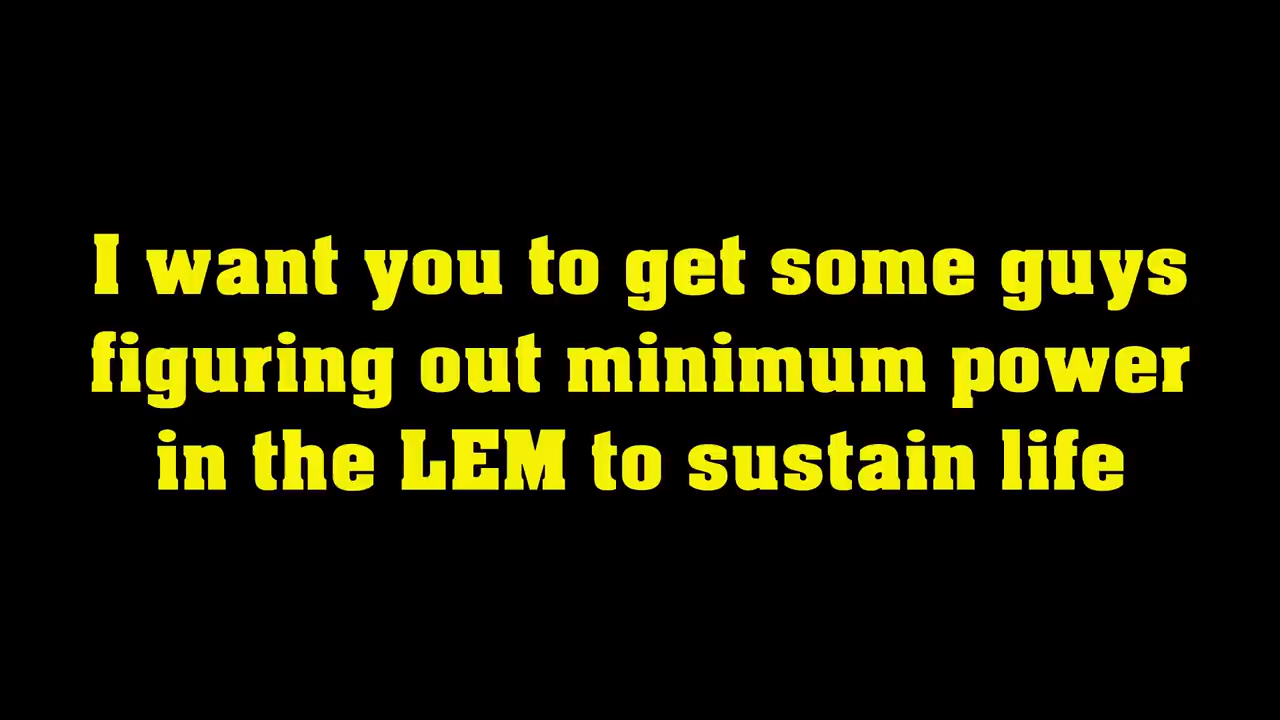 I want you to get some guys
figuring out minimum power
in the LEM to sustain life